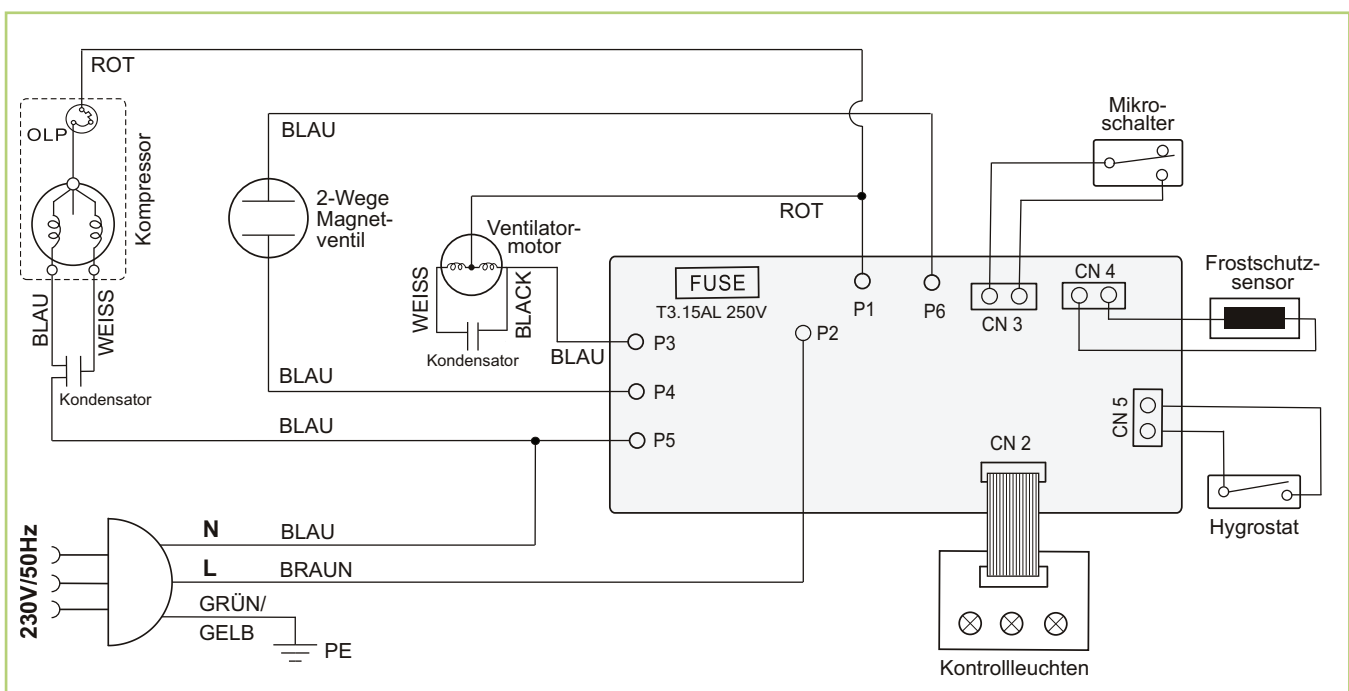 ROT
OLP
Kompressor
BLAU
WEISS
Kondensator
BLAU
2-Wege
Magnet-
ventil
Ventilator-
motor
WEISS
BLACK
Kondensator
ROT
BLAU
BLAU
BLAU
FUSE
T3.15AL 250V
P1
P2
P3
P4
P5
P6
CN 3
CN 4
CN 5
CN 2
Mikro-
schalter
Frostschutz-
sensor
Hygrostat
Kontrollleuchten
230V/50Hz
N BLAU
L BRAUN
GRÜN/
GELB
PE